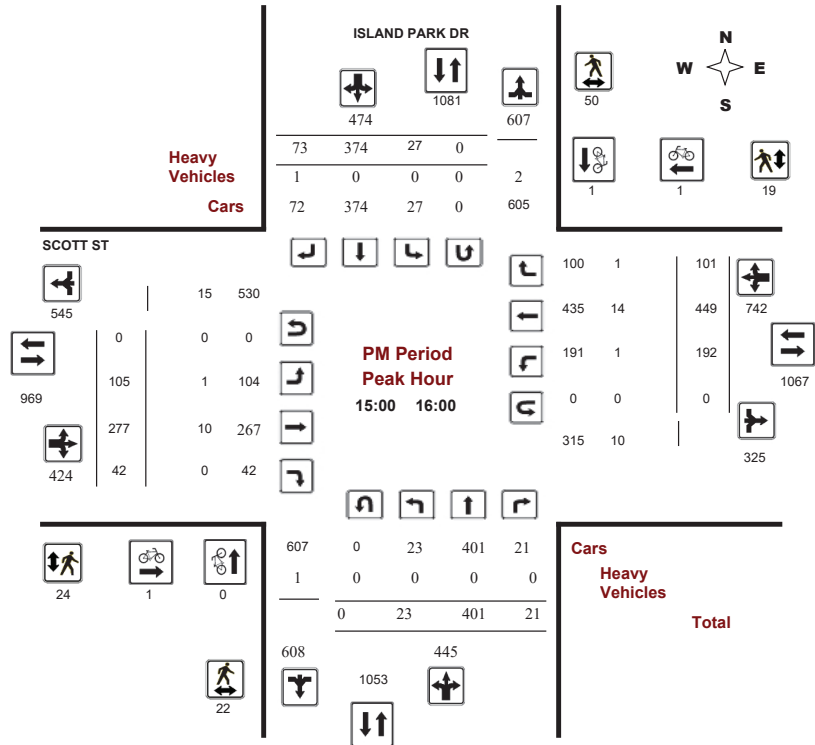 ISLAND PARK DR
N
W E
S
1081
474
607
50
73 374 27 0
Heavy
Vehicles
1 0 0 0 2
Cars
72 374 27 0 605
1 1 19
SCOTT ST
545
15 530
0 0 0
969
105 1 104
277 10 267
424
42 0 42
PM Period
Peak Hour
15:00 16:00
100 1 101
742
435 14 449
191 1 192
1067
0 0 0
315 10
325
607 0 23 401 21
Cars
1 0 0 0 0
Heavy
Vehicles
0 23 401 21
Total
24 1 0
608 445
1053
22